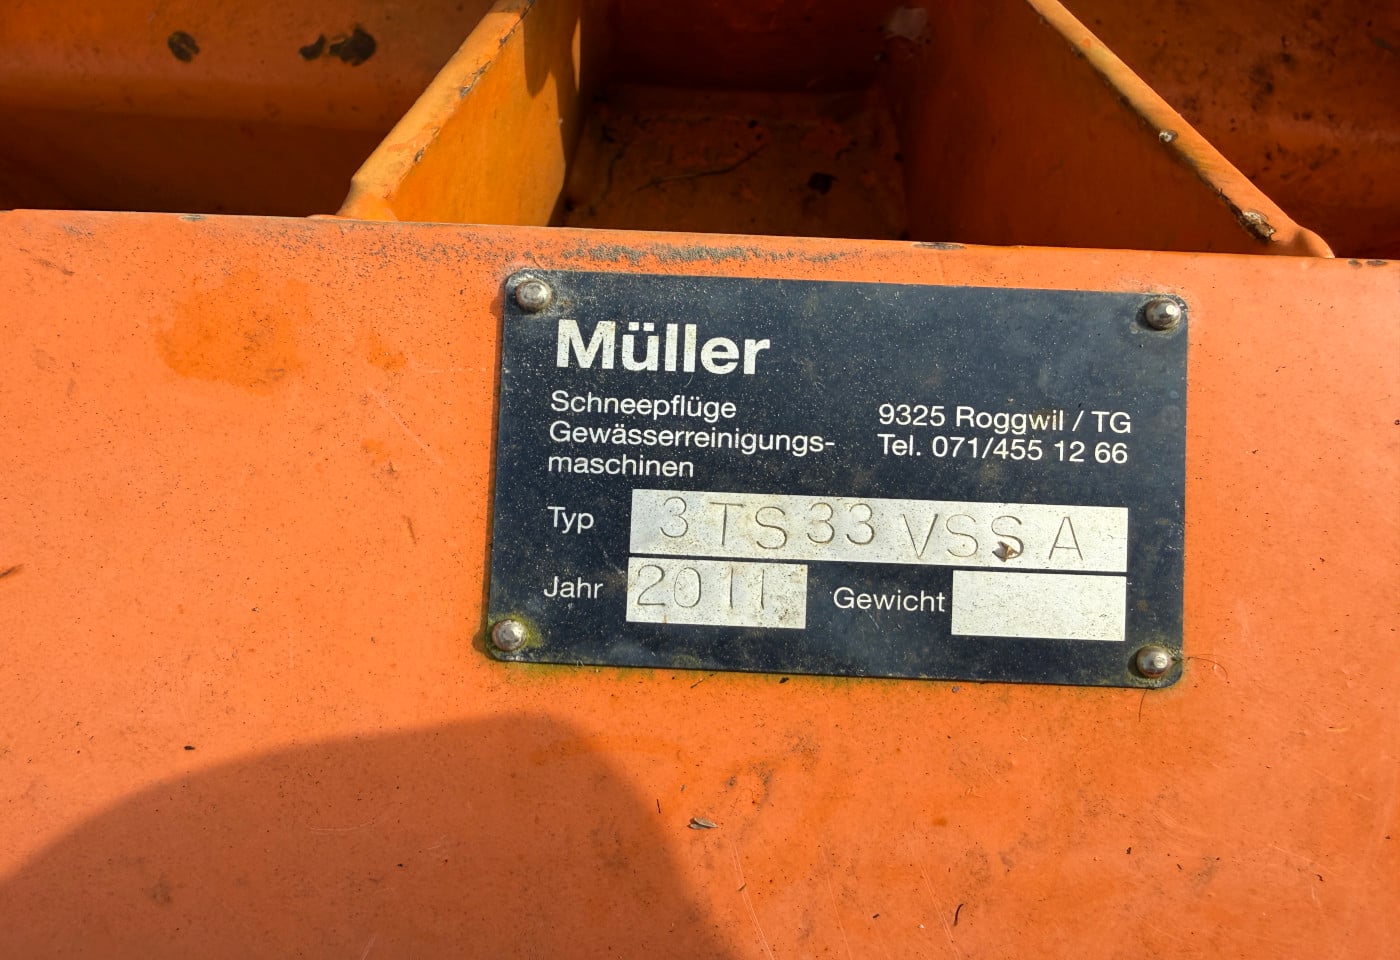 Müller
Schneepflüge
Gewässerreinigungs-
maschinen
9325 Roggwil / TG
Tel. 071/455 12 66
Typ 3 TS 33 VSS A
Jahr 2011 Gewicht